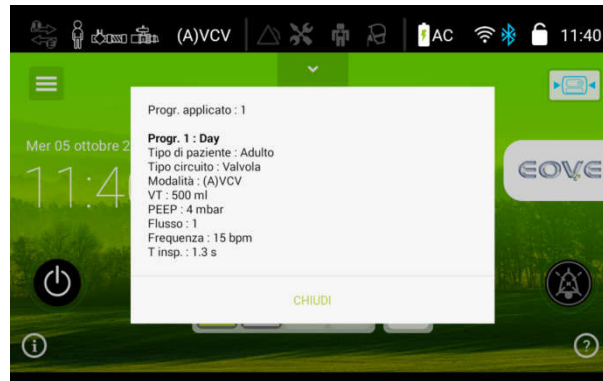 (A)VCV
AC
11:40
Progr. applicato : 1
Progr. 1 : Day
Tipo di paziente : Adulto
Tipo circuito : Valvola
Modalità : (A)VCV
VT : 500 ml
PEEP : 4 mbar
Flusso : 1
Frequenza : 15 bpm
T insp. : 1.3 s
Mer 05 ottobre 2
11:4
EOVE
CHIUDI
i
?